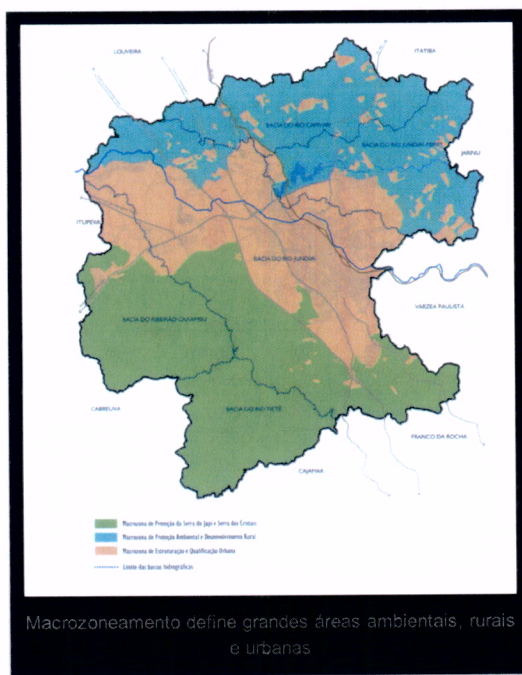 LOUVEIRA
ITATIBA
BACIA DO RIO CAPIVARI
BACIA DO RIO JUNDIAÍ-MIRIM
JARINU
ITUPEVA
BACIA DO RIO JUNDIAÍ
VÁRZEA PAULISTA
BACIA DO RIBEIRÃO CAXAMBU
CABREÚVA
BACIA DO RIO TIETÊ
FRANCO DA ROCHA
CAJAMAR
Macrozona de Proteção da Serra do Japi e Serra dos Cristais
Macrozona de Proteção Ambiental e Desenvolvimento Rural
Macrozona de Estruturação e Qualificação Urbana
Limite das bacias hidrográficas
Macrozoneamento define grandes áreas ambientais, rurais
e urbanas